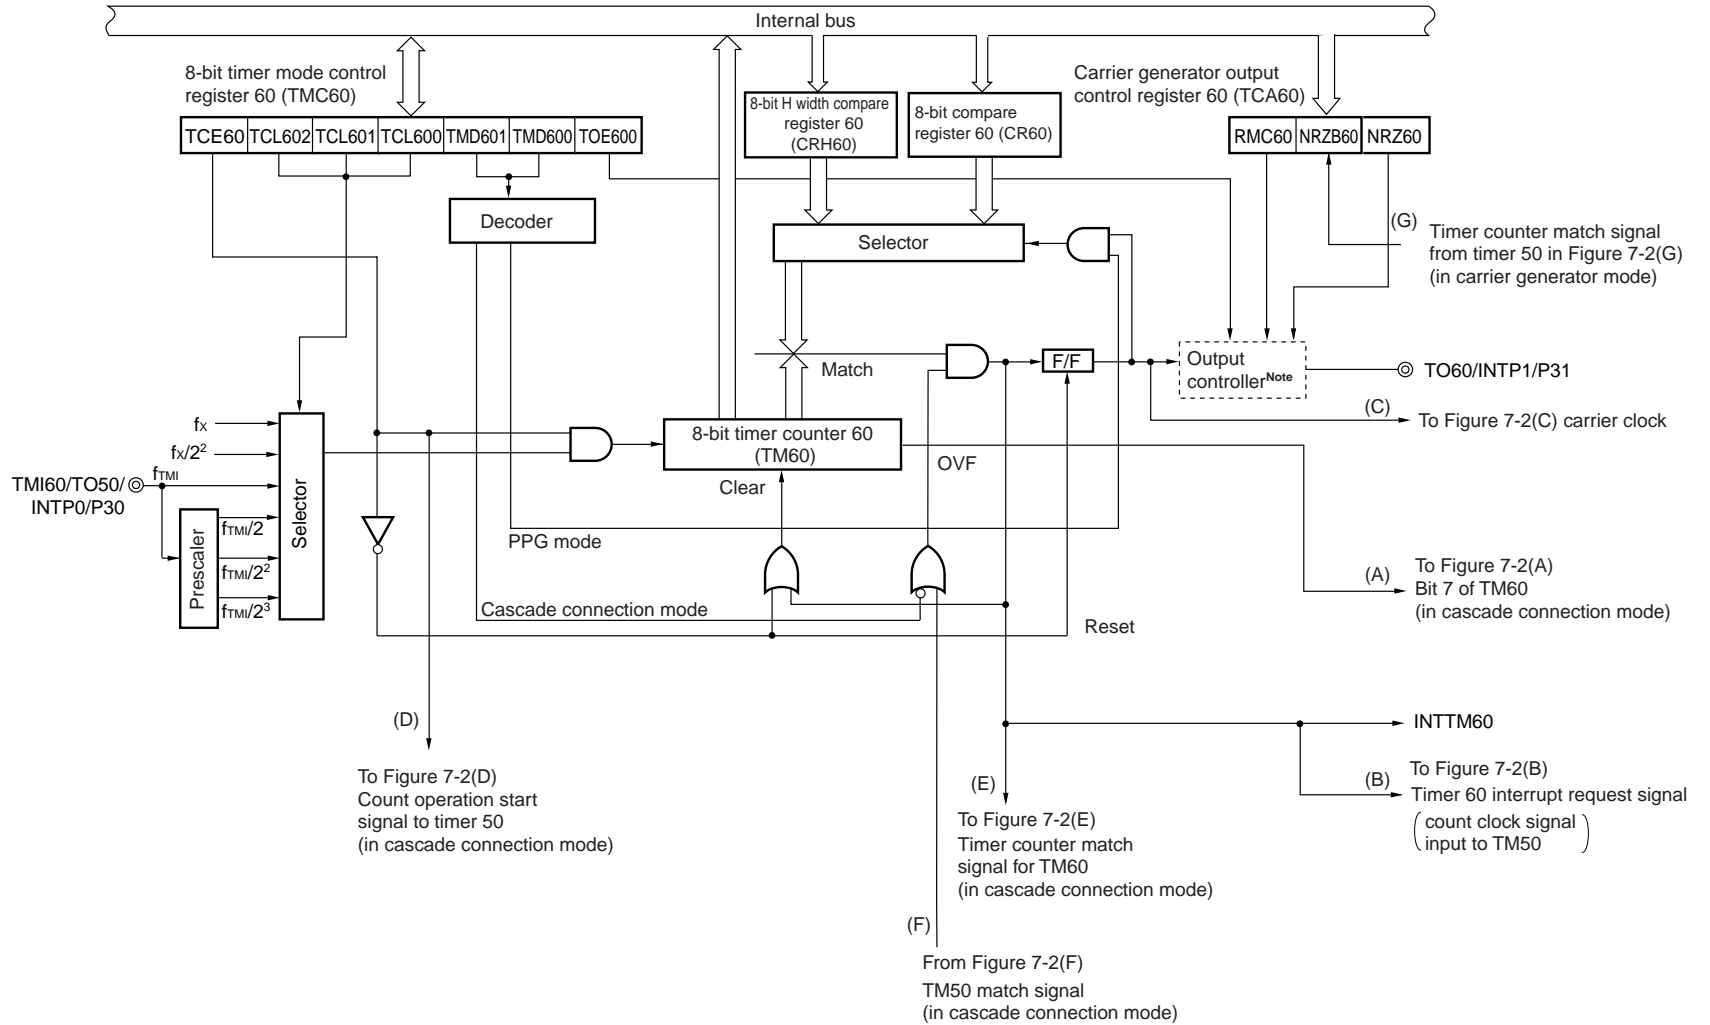 Internal bus
8-bit timer mode control
register 60 (TMC60)
TCE60 TCL602 TCL601 TCL600 TMD601 TMD600 TOE600
8-bit H width compare
register 60
(CRH60)
8-bit compare
register 60 (CR60)
Carrier generator output
control register 60 (TCA60)
RMC60 NRZB60 NRZ60
Decoder
Selector
(G)
Timer counter match signal
from timer 50 in Figure 7-2(G)
(in carrier generator mode)
Match
F/F
Output
controllerNote
TO60/INTP1/P31
(C)
To Figure 7-2(C) carrier clock
fX
fX/2²
fTMI
TMI60/TO50/
INTP0/P30
Prescaler
fTMI/2
fTMI/2²
fTMI/2³
Selector
8-bit timer counter 60
(TM60)
OVF
Clear
PPG mode
Cascade connection mode
Reset
(A)
To Figure 7-2(A)
Bit 7 of TM60
(in cascade connection mode)
(D)
To Figure 7-2(D)
Count operation start
signal to timer 50
(in cascade connection mode)
INTTM60
(B)
To Figure 7-2(B)
Timer 60 interrupt request signal
(count clock signal
input to TM50)
(E)
To Figure 7-2(E)
Timer counter match
signal for TM60
(in cascade connection mode)
(F)
From Figure 7-2(F)
TM50 match signal
(in cascade connection mode)